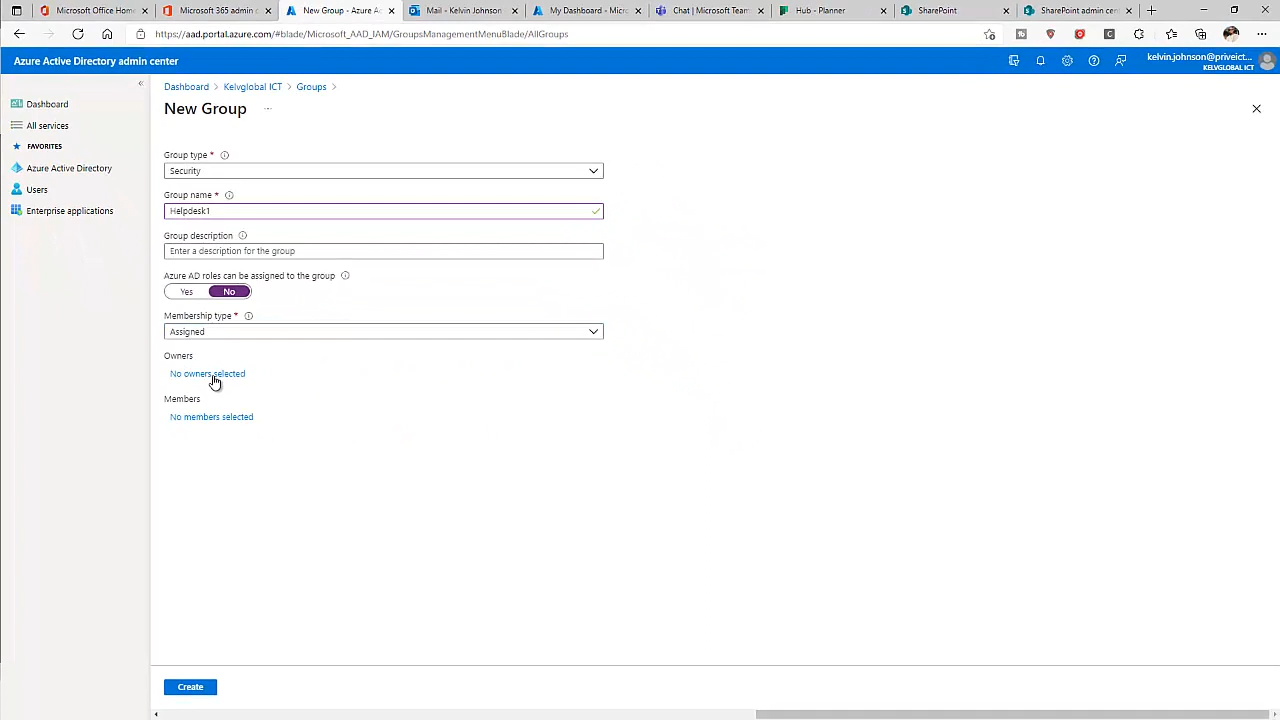 Microsoft Office Home
Microsoft 365 admin c
New Group - Azure Ac
Mail - Kelvin Johnson
My Dashboard - Micros
Chat | Microsoft Team
Hub - Planner
SharePoint
SharePoint admin cen
https://aad.portal.azure.com/#blade/Microsoft_AAD_IAM/GroupsManagementMenuBlade/AllGroups
Azure Active Directory admin center
kelvin.johnson@priveict...
KELVGLOBAL ICT
Dashboard
All services
FAVORITES
Azure Active Directory
Users
Enterprise applications
Dashboard > Kelvglobal ICT > Groups >
New Group ...
Group type *
Security
Group name *
Helpdesk1
Group description
Enter a description for the group
Azure AD roles can be assigned to the group
Yes No
Membership type *
Assigned
Owners
No owners selected
Members
No members selected
Create